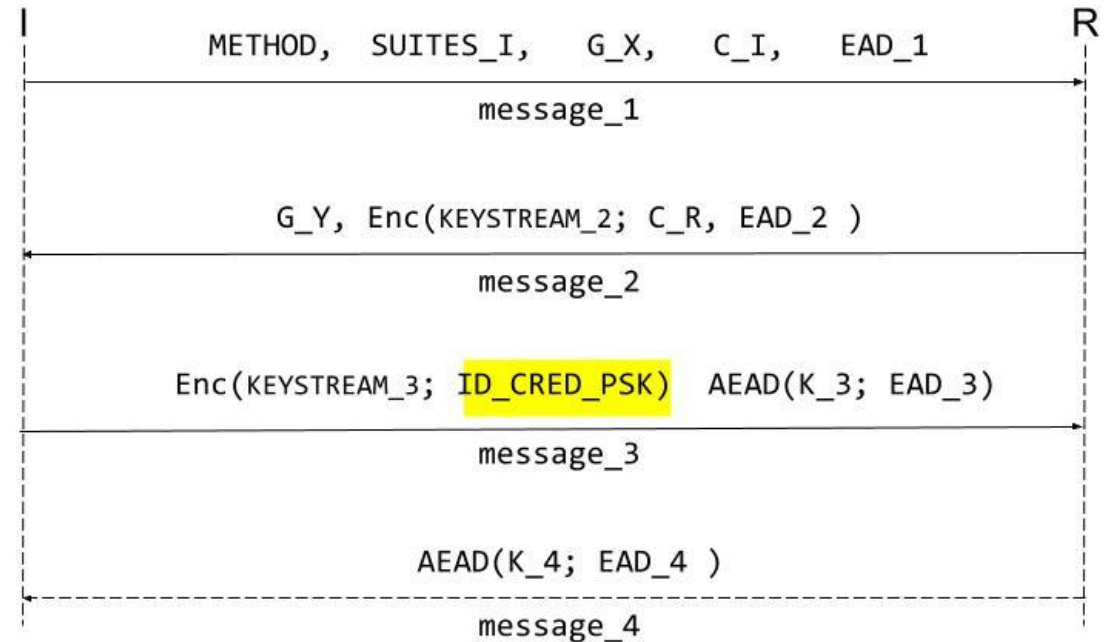 I R
METHOD, SUITES_I, G_X, C_I, EAD_1
message_1
G_Y, Enc(KEYSTREAM_2; C_R, EAD_2 )
message_2
Enc(KEYSTREAM_3; ID_CRED_PSK) AEAD(K_3; EAD_3)
message_3
AEAD(K_4; EAD_4 )
message_4